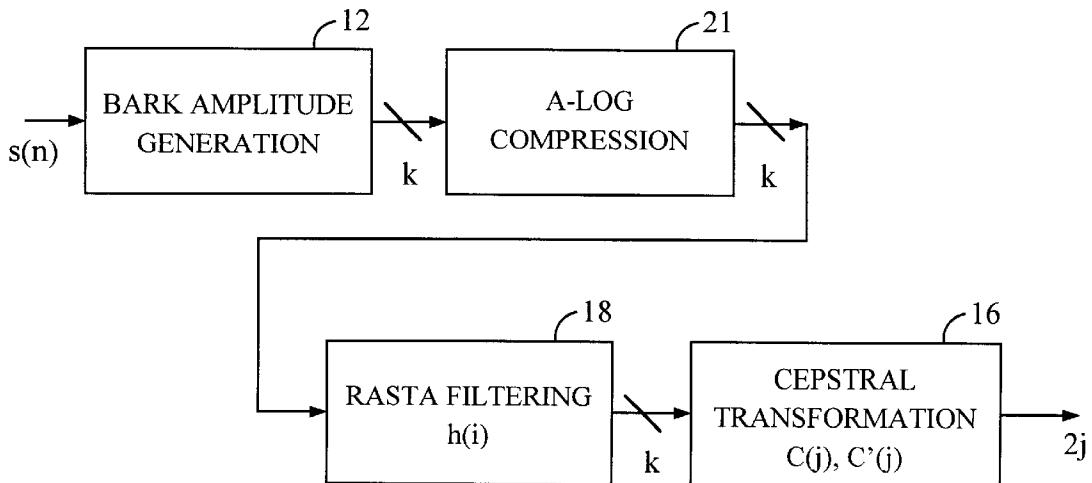 12
21
BARK AMPLITUDE
GENERATION
A-LOG
COMPRESSION
s(n)
k
k
18
16
RASTA FILTERING
h(i)
CEPSTRAL
TRANSFORMATION
C(j), C’(j)
k
2j